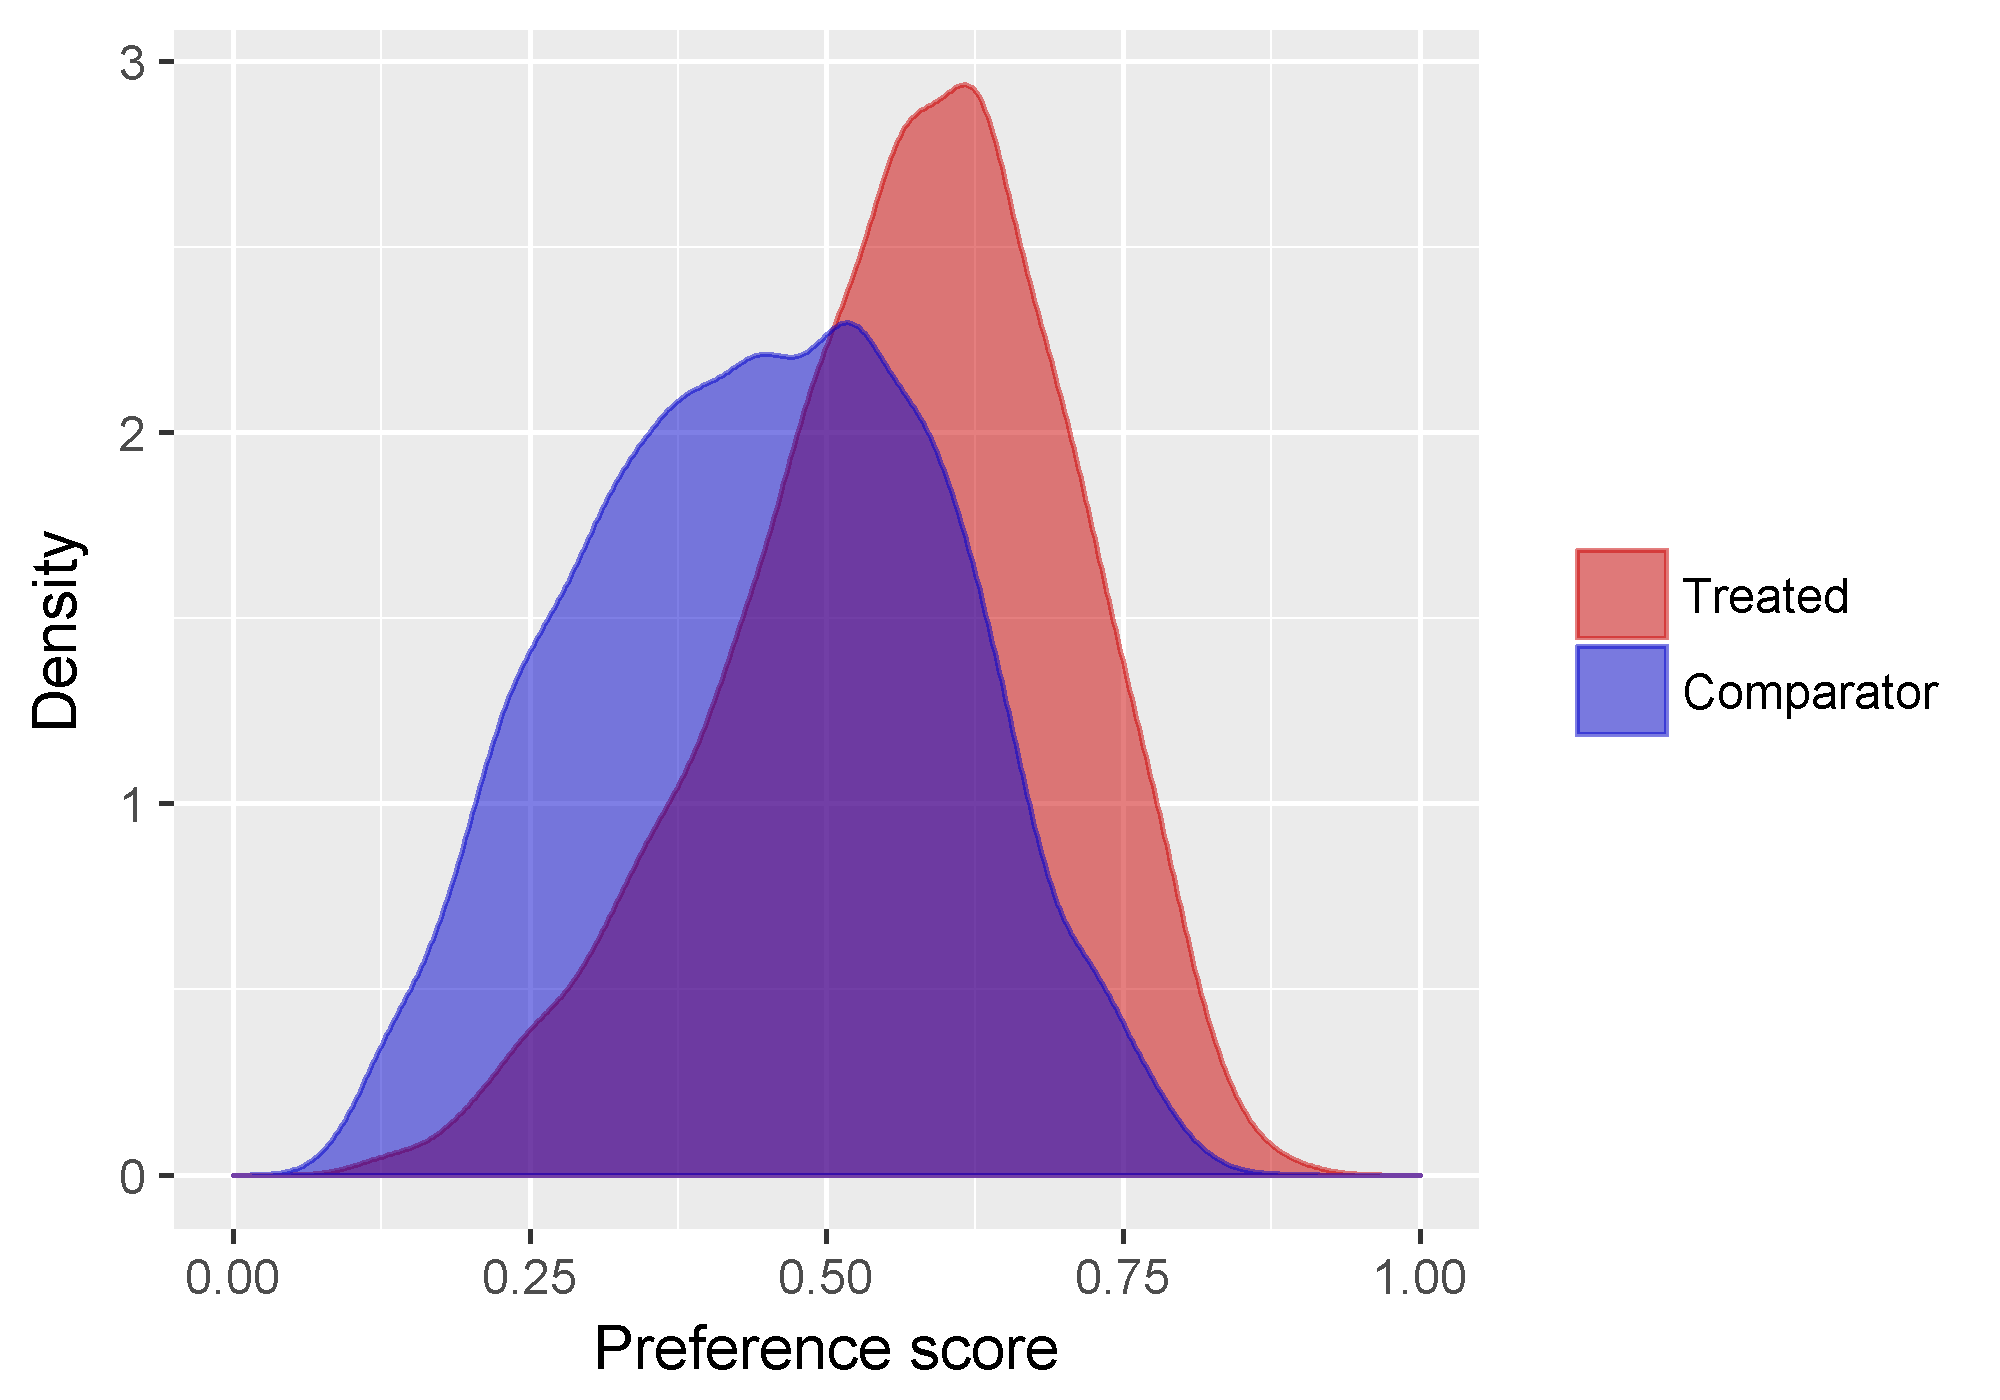 3
2
1
0
Density
0.00 0.25 0.50 0.75 1.00
Preference score
Treated
Comparator